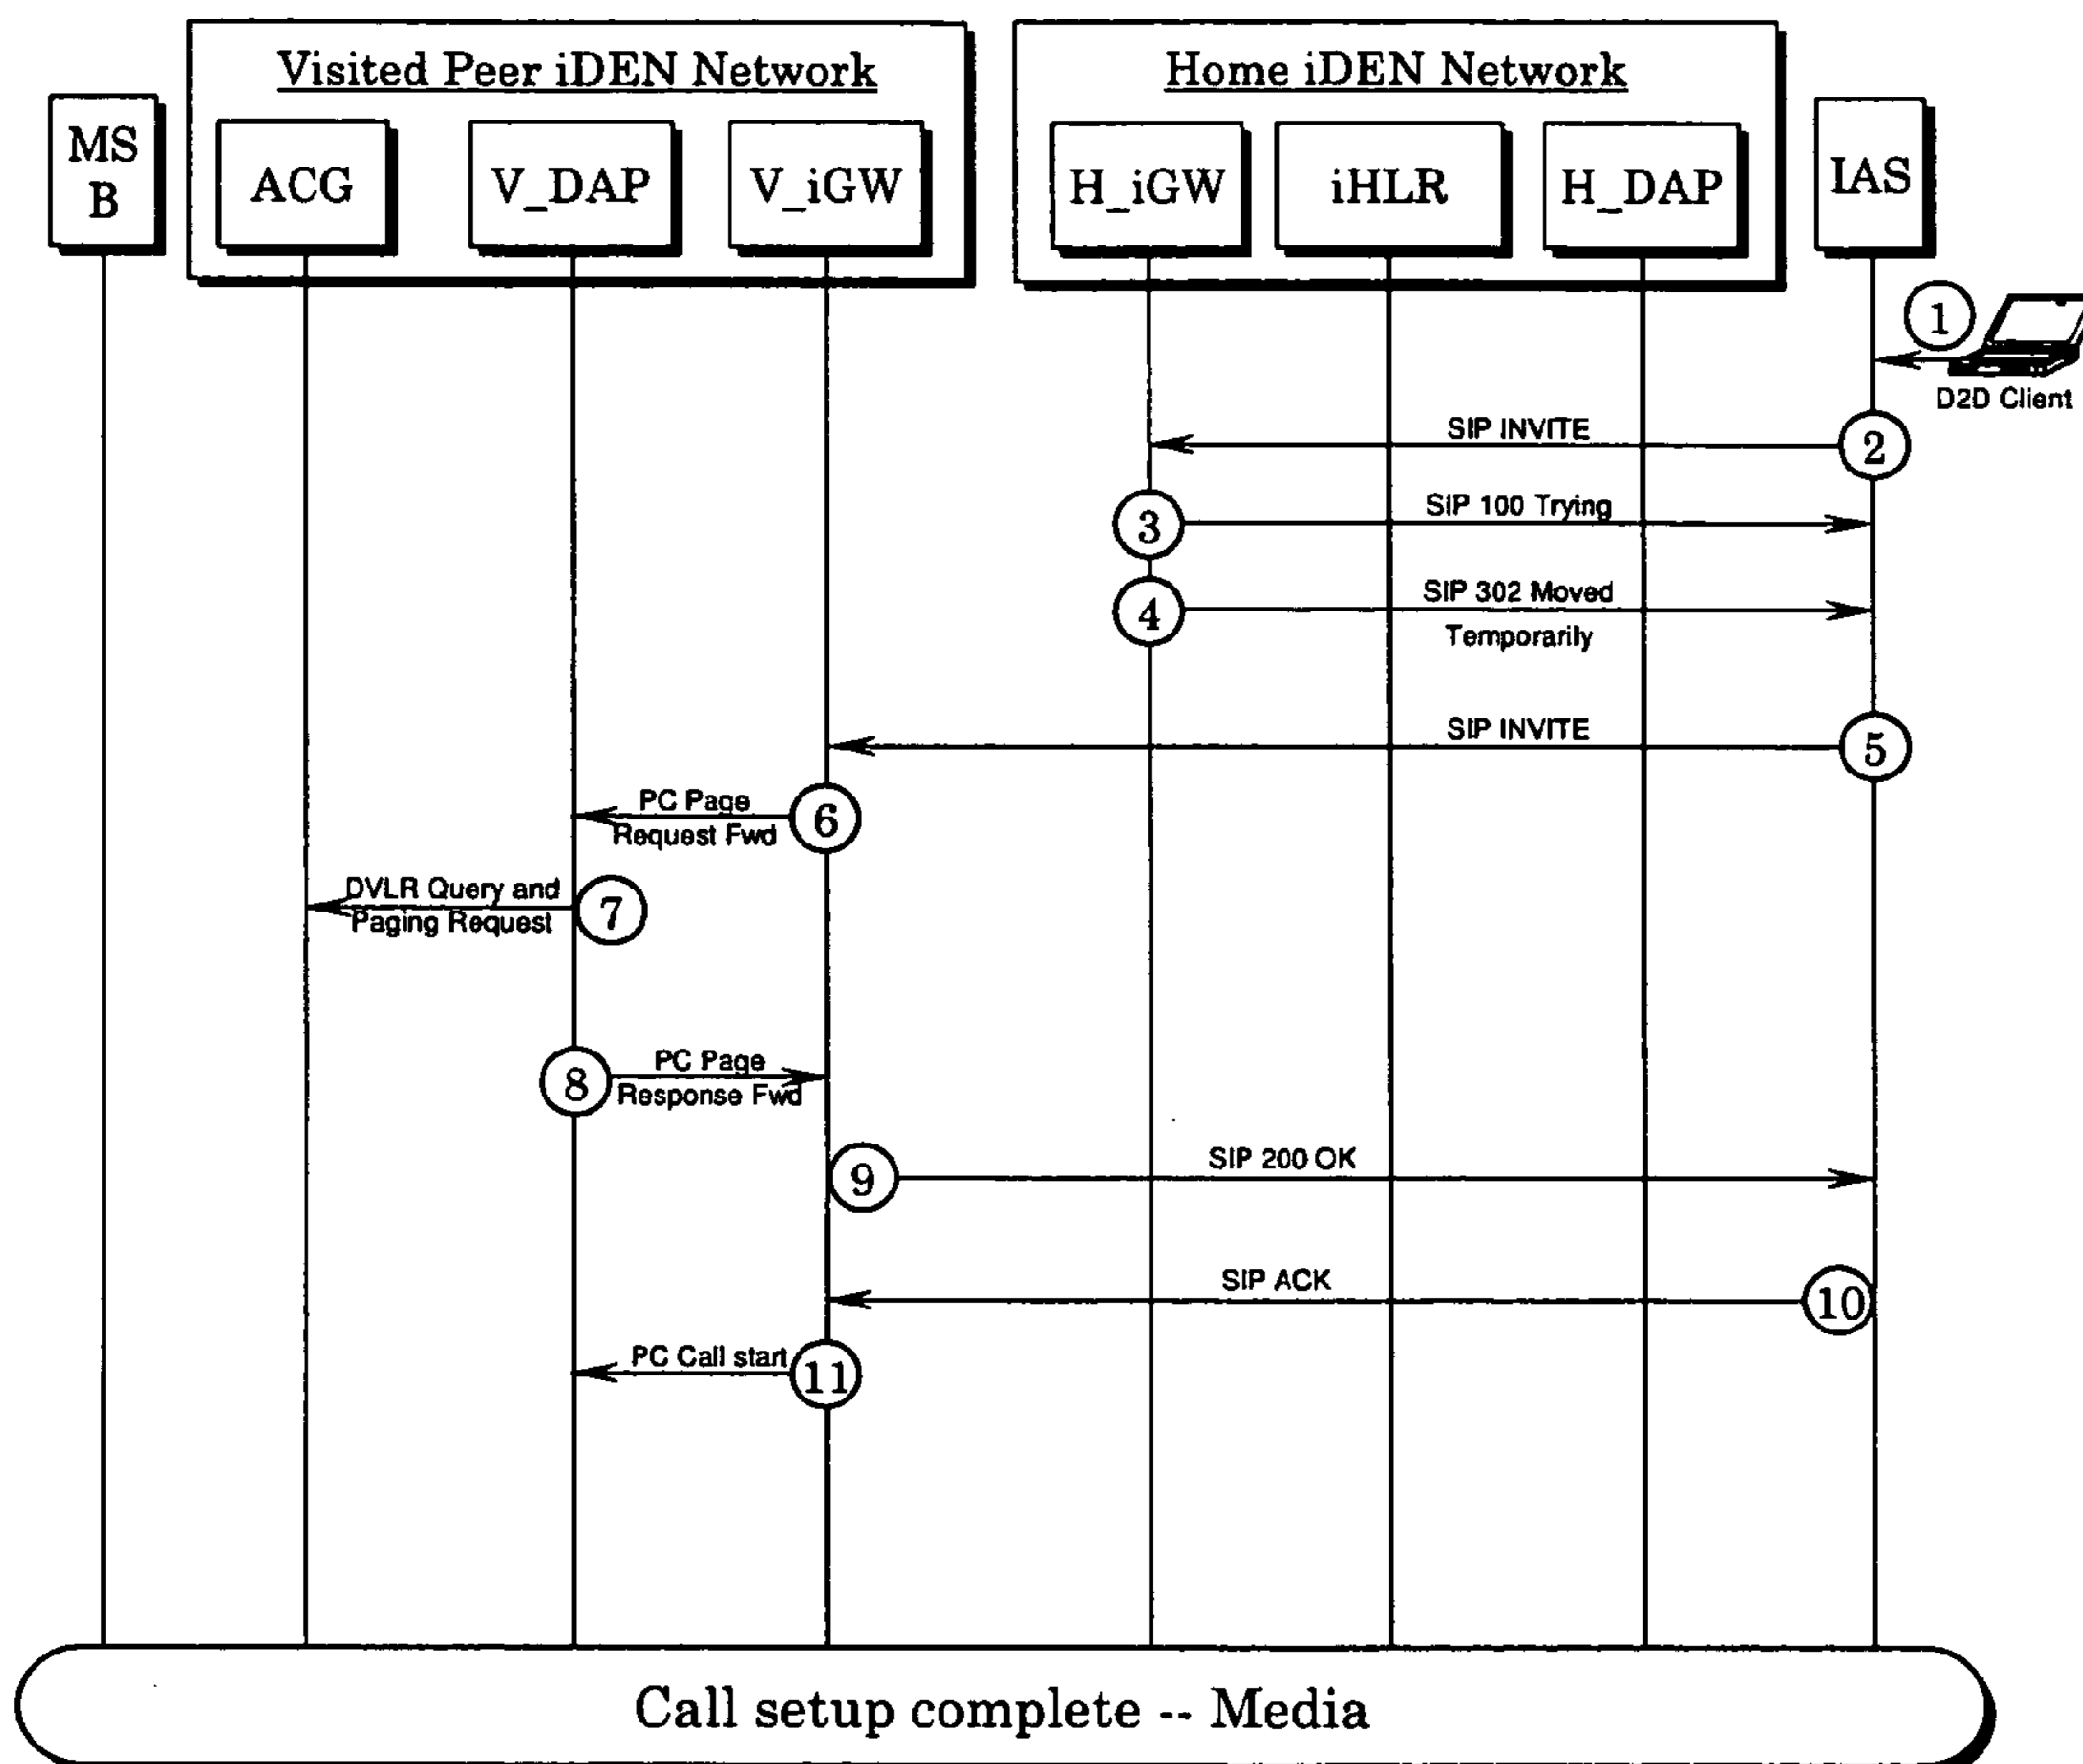 Visited Peer iDEN Network
Home iDEN Network
MS
B
ACG
V_DAP
V_iGW
H_iGW
iHLR
H_DAP
IAS
1
D2D Client
SIP INVITE
2
3
SIP 100 Trying
4
SIP 302 Moved
Temporarily
SIP INVITE
5
PC Page
Request Fwd
6
DVLR Query and
Paging Request
7
8
PC Page
Response Fwd
9
SIP 200 OK
SIP ACK
10
PC Call start
11
Call setup complete -- Media